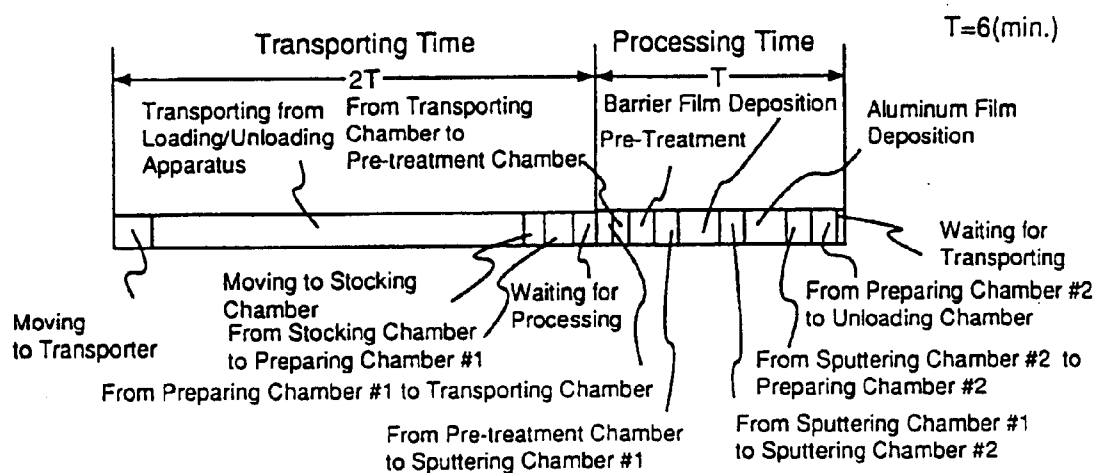 T=6(min.)
Transporting Time
Processing Time
2T
T
Transporting from
Loading/Unloading
Apparatus
From Transporting
Chamber to
Pre-treatment Chamber
Barrier Film Deposition
Pre-Treatment
Aluminum Film
Deposition
Moving
to Transporter
Moving to Stocking
Chamber
From Stocking Chamber
to Preparing Chamber #1
Waiting for
Processing
From Preparing Chamber #1 to Transporting Chamber
From Pre-treatment Chamber
to Sputtering Chamber #1
Waiting for
Transporting
From Preparing Chamber #2
to Unloading Chamber
From Sputtering Chamber #2 to
Preparing Chamber #2
From Sputtering Chamber #1
to Sputtering Chamber #2